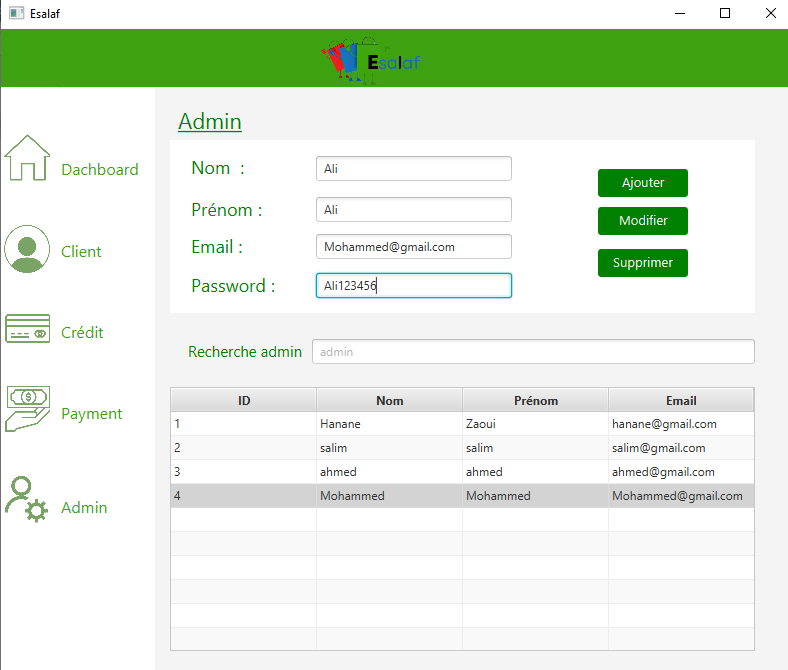 Esalaf
Esalaf
Admin
Nom :
Ali
Prénom :
Ali
Email :
Mohammed@gmail.com
Password :
Ali123456
Ajouter
Modifier
Supprimer
Dachboard
Client
Crédit
Payment
Admin
Recherche admin
admin
ID Nom Prénom Email
1 Hanane Zaoui hanane@gmail.com
2 salim salim salim@gmail.com
3 ahmed ahmed ahmed@gmail.com
4 Mohammed Mohammed Mohammed@gmail.com